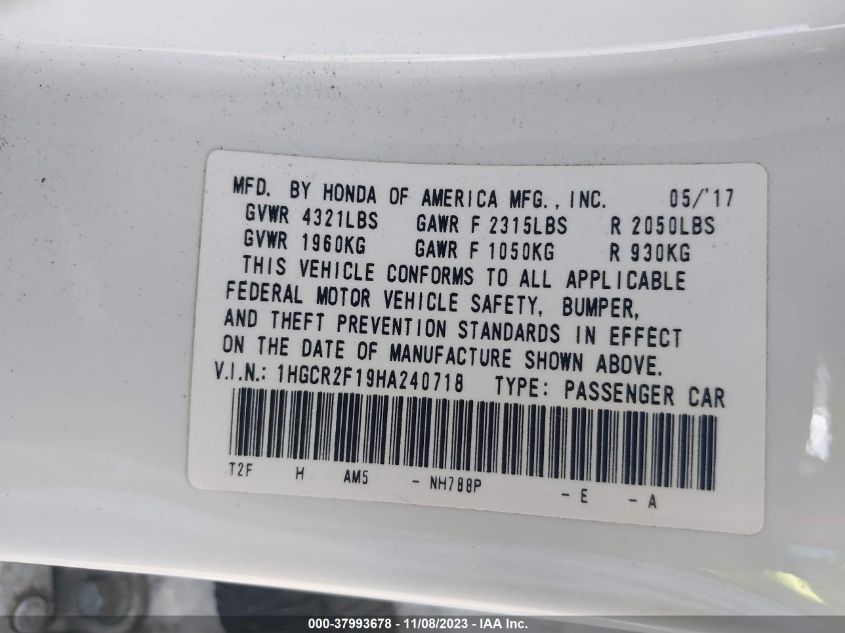 MFD. BY HONDA OF AMERICA MFG., INC. 05/'17
GVWR 4321LBS GAWR F 2315LBS R 2050LBS
GVWR 1960KG GAWR F 1050KG R 930KG
THIS VEHICLE CONFORMS TO ALL APPLICABLE
FEDERAL MOTOR VEHICLE SAFETY, BUMPER,
AND THEFT PREVENTION STANDARDS IN EFFECT
ON THE DATE OF MANUFACTURE SHOWN ABOVE.
V.I.N.: 1HGCR2F19HA240718 TYPE: PASSENGER CAR
T2F H AM5 - NH788P - E - A
000-37993678 - 11/08/2023 - IAA Inc.